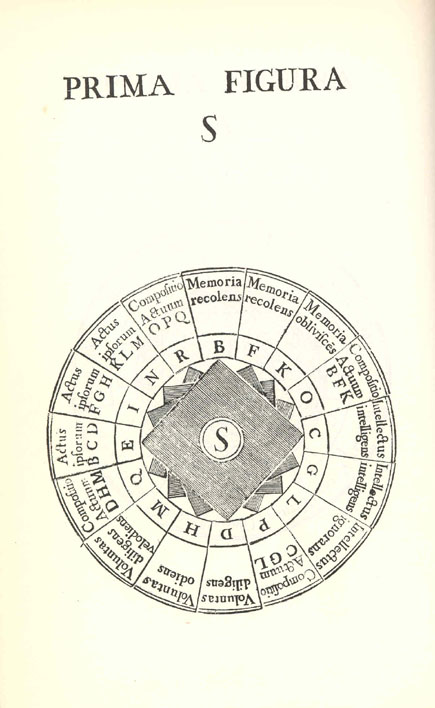 PRIMA FIGURA
S
Memoria
recolens
Memoria
recolens
Memoria
obliviscēs
Compositio
Actuum
BFK
Intellectus
intelligens
Intellectus
intelligens
Intellectus
ignorans
Compositio
Actuum
CGL
Voluntas
diligens
Voluntas
odiens
Voluntas
diligens
Compositio
DHM
Actus
ipsorum
BCD
Actus
ipsorum
FGH
Actus
ipsorum
KLM
Compositio
Actuum
OPQ
B
F
K
O
C
G
L
P
D
H
M
Q
E
I
N
R
S